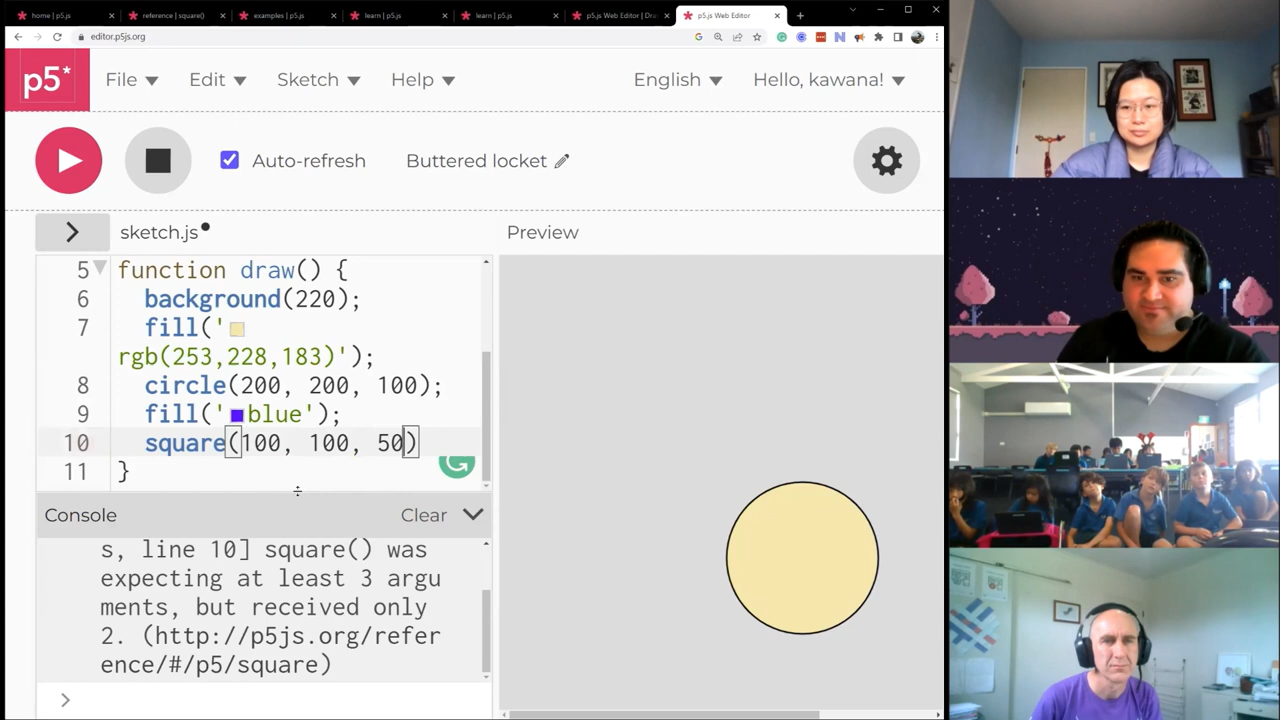 home | p5.js
reference | square()
examples | p5.js
learn | p5.js
learn | p5.js
p5.js Web Editor | Dra
p5.js Web Editor
editor.p5js.org
p5*
File
Edit
Sketch
Help
English
Hello, kawana!
Auto-refresh
Buttered locket
sketch.js
Preview
5 function draw() {
6 background(220);
7 fill('
rgb(253,228,183)');
8 circle(200, 200, 100);
9 fill('blue');
10 square(100, 100, 50)
11 }
Console
Clear
s, line 10] square() was
expecting at least 3 argu
ments, but received only
2. (http://p5js.org/refer
ence/#/p5/square)
>